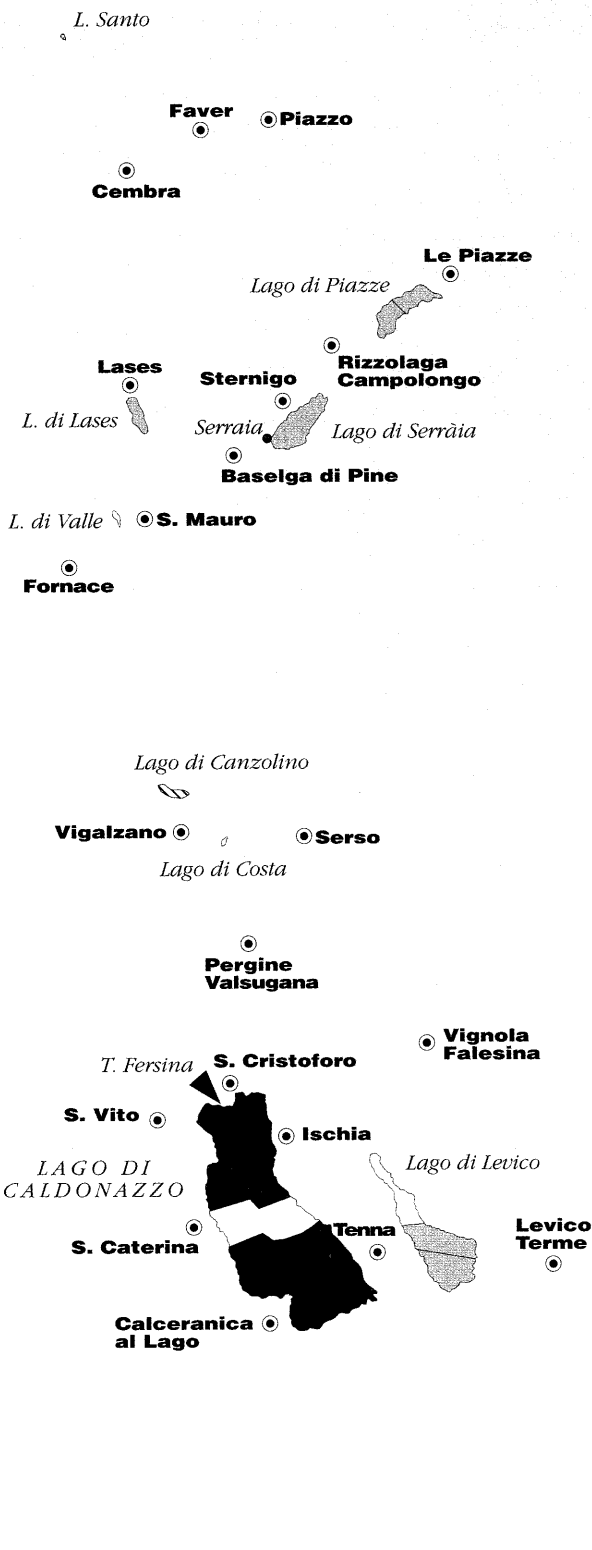 L. Santo
Faver
Piazzo
Cembra
Le Piazze
Lago di Piazze
Rizzolaga
Campolongo
Lases
Sternigo
L. di Lases
Serraia
Lago di Serràia
Baselga di Pine
L. di Valle
S. Mauro
Fornace
Lago di Canzolino
Vigalzano
Serso
Lago di Costa
Pergine
Valsugana
Vignola
Falesina
T. Fersina
S. Cristoforo
S. Vito
Ischia
LAGO DI
CALDONAZZO
Lago di Levico
Tenna
Levico
Terme
S. Caterina
Calceranica
al Lago